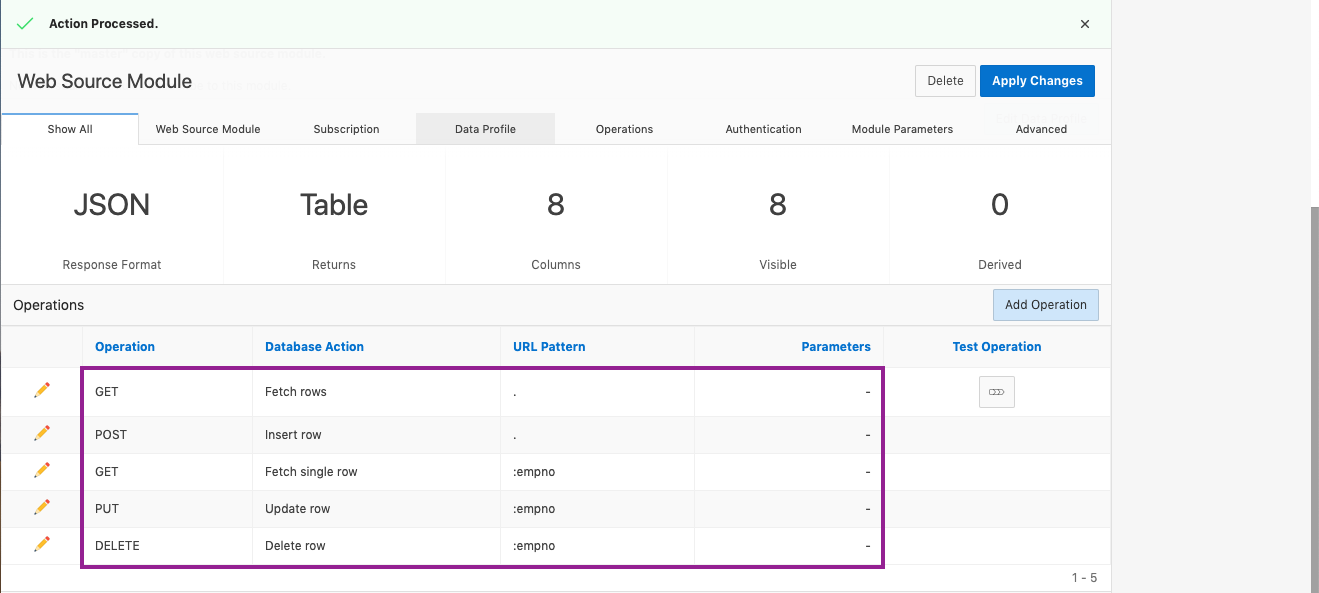 Action Processed.
Web Source Module
Delete
Apply Changes
Show All
Web Source Module
Subscription
Data Profile
Operations
Authentication
Module Parameters
Advanced
JSON
Table
8
8
0
Response Format
Returns
Columns
Visible
Derived
Operations
Add Operation
Operation
Database Action
URL Pattern
Parameters
Test Operation
GET
Fetch rows
.
-
POST
Insert row
.
-
GET
Fetch single row
:empno
-
PUT
Update row
:empno
-
DELETE
Delete row
:empno
-
1 - 5